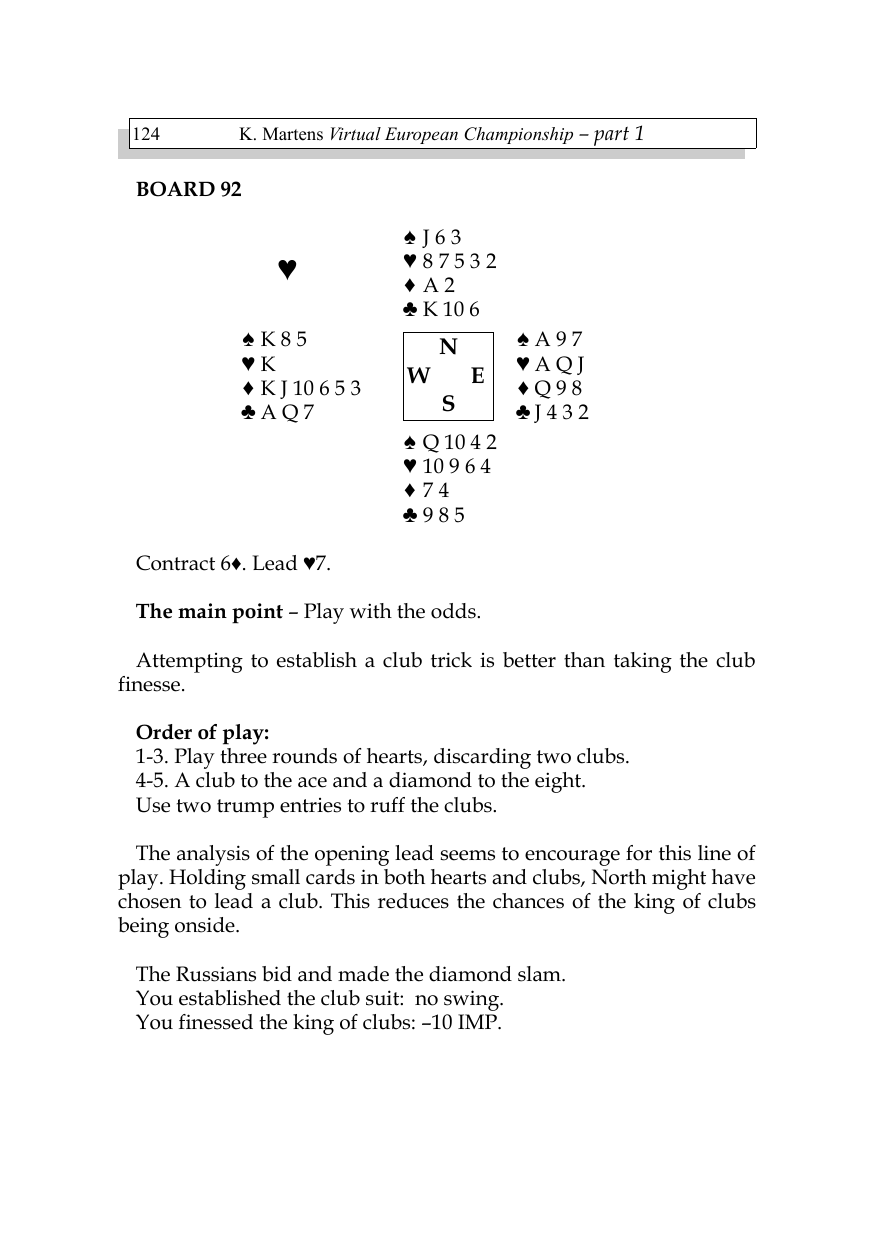 124 K. Martens Virtual European Championship – part 1
BOARD 92
♠ J 6 3
♥
♥ 8 7 5 3 2
♦ A 2
♣ K 10 6
♠ K 8 5
♥ K
♦ K J 10 6 5 3
♣ A Q 7
N
W E
S
♠ A 9 7
♥ A Q J
♦ Q 9 8
♣ J 4 3 2
♠ Q 10 4 2
♥ 10 9 6 4
♦ 7 4
♣ 9 8 5
Contract 6♦. Lead ♥7.
The main point – Play with the odds.
Attempting to establish a club trick is better than taking the club
finesse.
Order of play:
1-3. Play three rounds of hearts, discarding two clubs.
4-5. A club to the ace and a diamond to the eight.
Use two trump entries to ruff the clubs.
The analysis of the opening lead seems to encourage for this line of
play. Holding small cards in both hearts and clubs, North might have
chosen to lead a club. This reduces the chances of the king of clubs
being onside.
The Russians bid and made the diamond slam.
You established the club suit: no swing.
You finessed the king of clubs: –10 IMP.